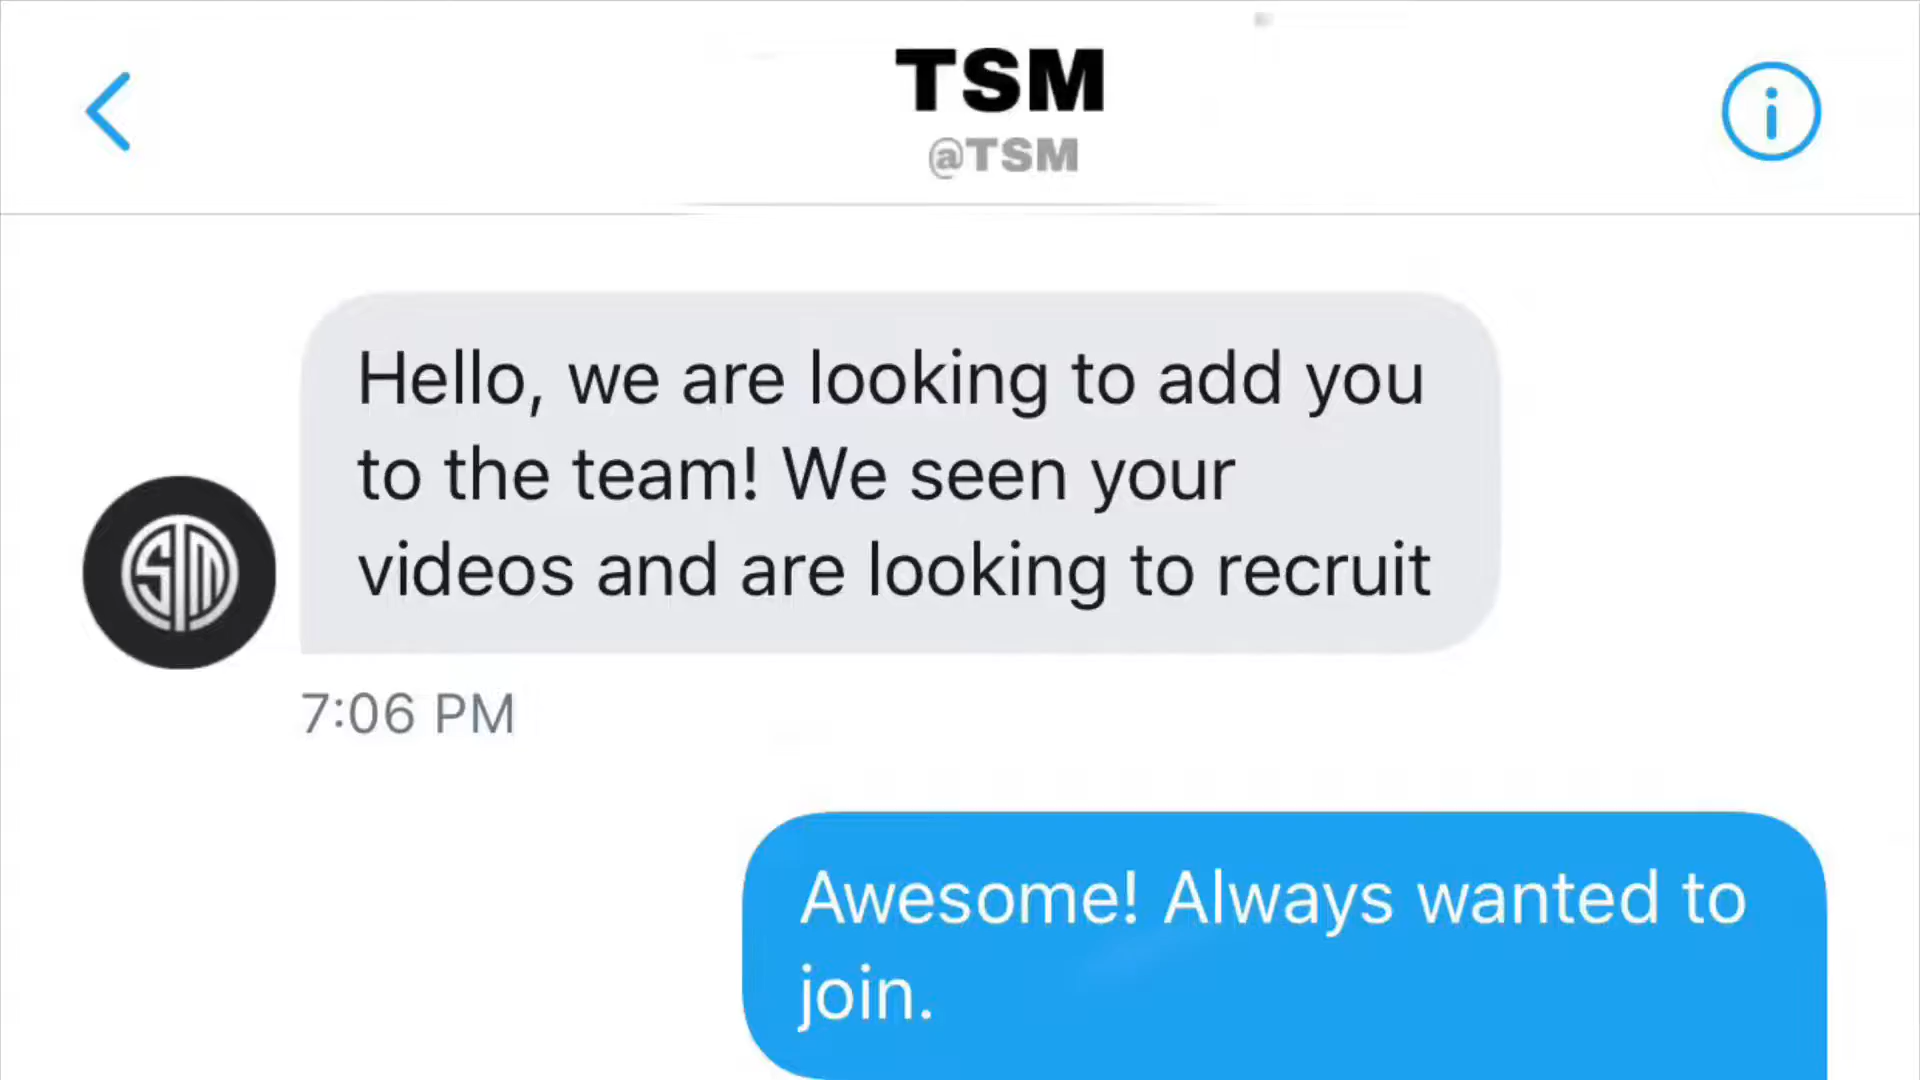 TSM
@TSM
Hello, we are looking to add you
to the team! We seen your
videos and are looking to recruit
7:06 PM
Awesome! Always wanted to
join.